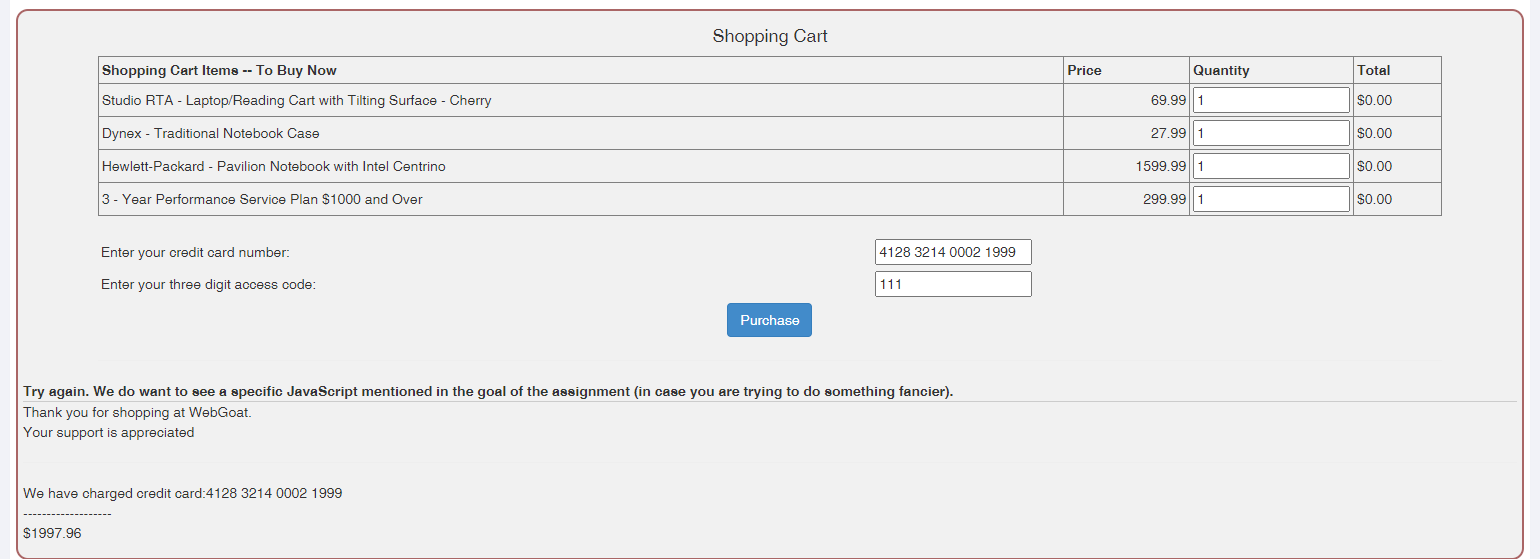 Shopping Cart
Shopping Cart Items -- To Buy Now Price Quantity Total
Studio RTA - Laptop/Reading Cart with Tilting Surface - Cherry 69.99 1 $0.00
Dynex - Traditional Notebook Case 27.99 1 $0.00
Hewlett-Packard - Pavilion Notebook with Intel Centrino 1599.99 1 $0.00
3 - Year Performance Service Plan $1000 and Over 299.99 1 $0.00
Enter your credit card number: 4128 3214 0002 1999
Enter your three digit access code: 111
Purchase
Try again. We do want to see a specific JavaScript mentioned in the goal of the assignment (in case you are trying to do something fancier).
Thank you for shopping at WebGoat.
Your support is appreciated
We have charged credit card:4128 3214 0002 1999
-------------------
$1997.96